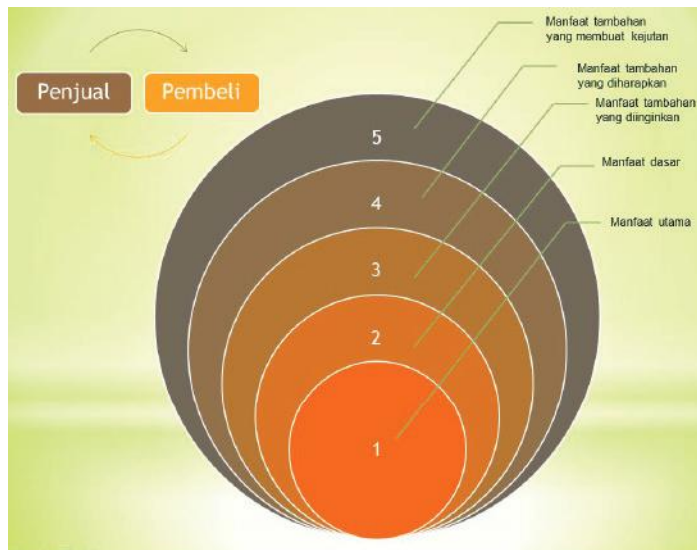 Penjual
Pembeli
Manfaat tambahan
yang membuat kejutan
Manfaat tambahan
yang diharapkan
Manfaat tambahan
yang diinginkan
Manfaat dasar
Manfaat utama
5
4
3
2
1